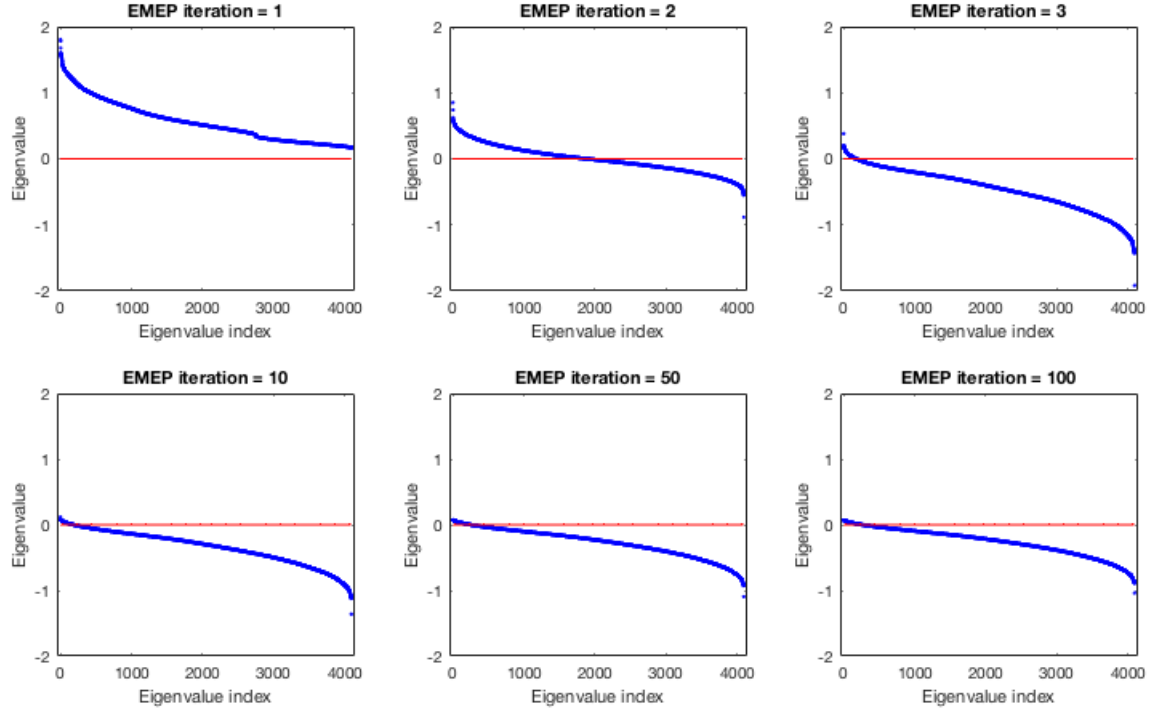 EMEP iteration = 1
2
1
0
-1
-2
Eigenvalue
0 1000 2000 3000 4000
Eigenvalue index
EMEP iteration = 2
2
1
0
-1
-2
Eigenvalue
0 1000 2000 3000 4000
Eigenvalue index
EMEP iteration = 3
2
1
0
-1
-2
Eigenvalue
0 1000 2000 3000 4000
Eigenvalue index
EMEP iteration = 10
2
1
0
-1
-2
Eigenvalue
0 1000 2000 3000 4000
Eigenvalue index
EMEP iteration = 50
2
1
0
-1
-2
Eigenvalue
0 1000 2000 3000 4000
Eigenvalue index
EMEP iteration = 100
2
1
0
-1
-2
Eigenvalue
0 1000 2000 3000 4000
Eigenvalue index